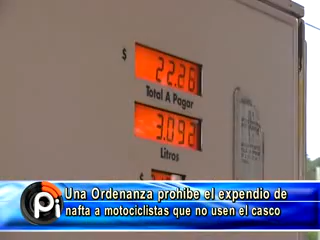 $ 22.26
Total A Pagar
3.092
Litros
Una Ordenanza prohibe el expendio de
nafta a motociclistas que no usen el casco
pi